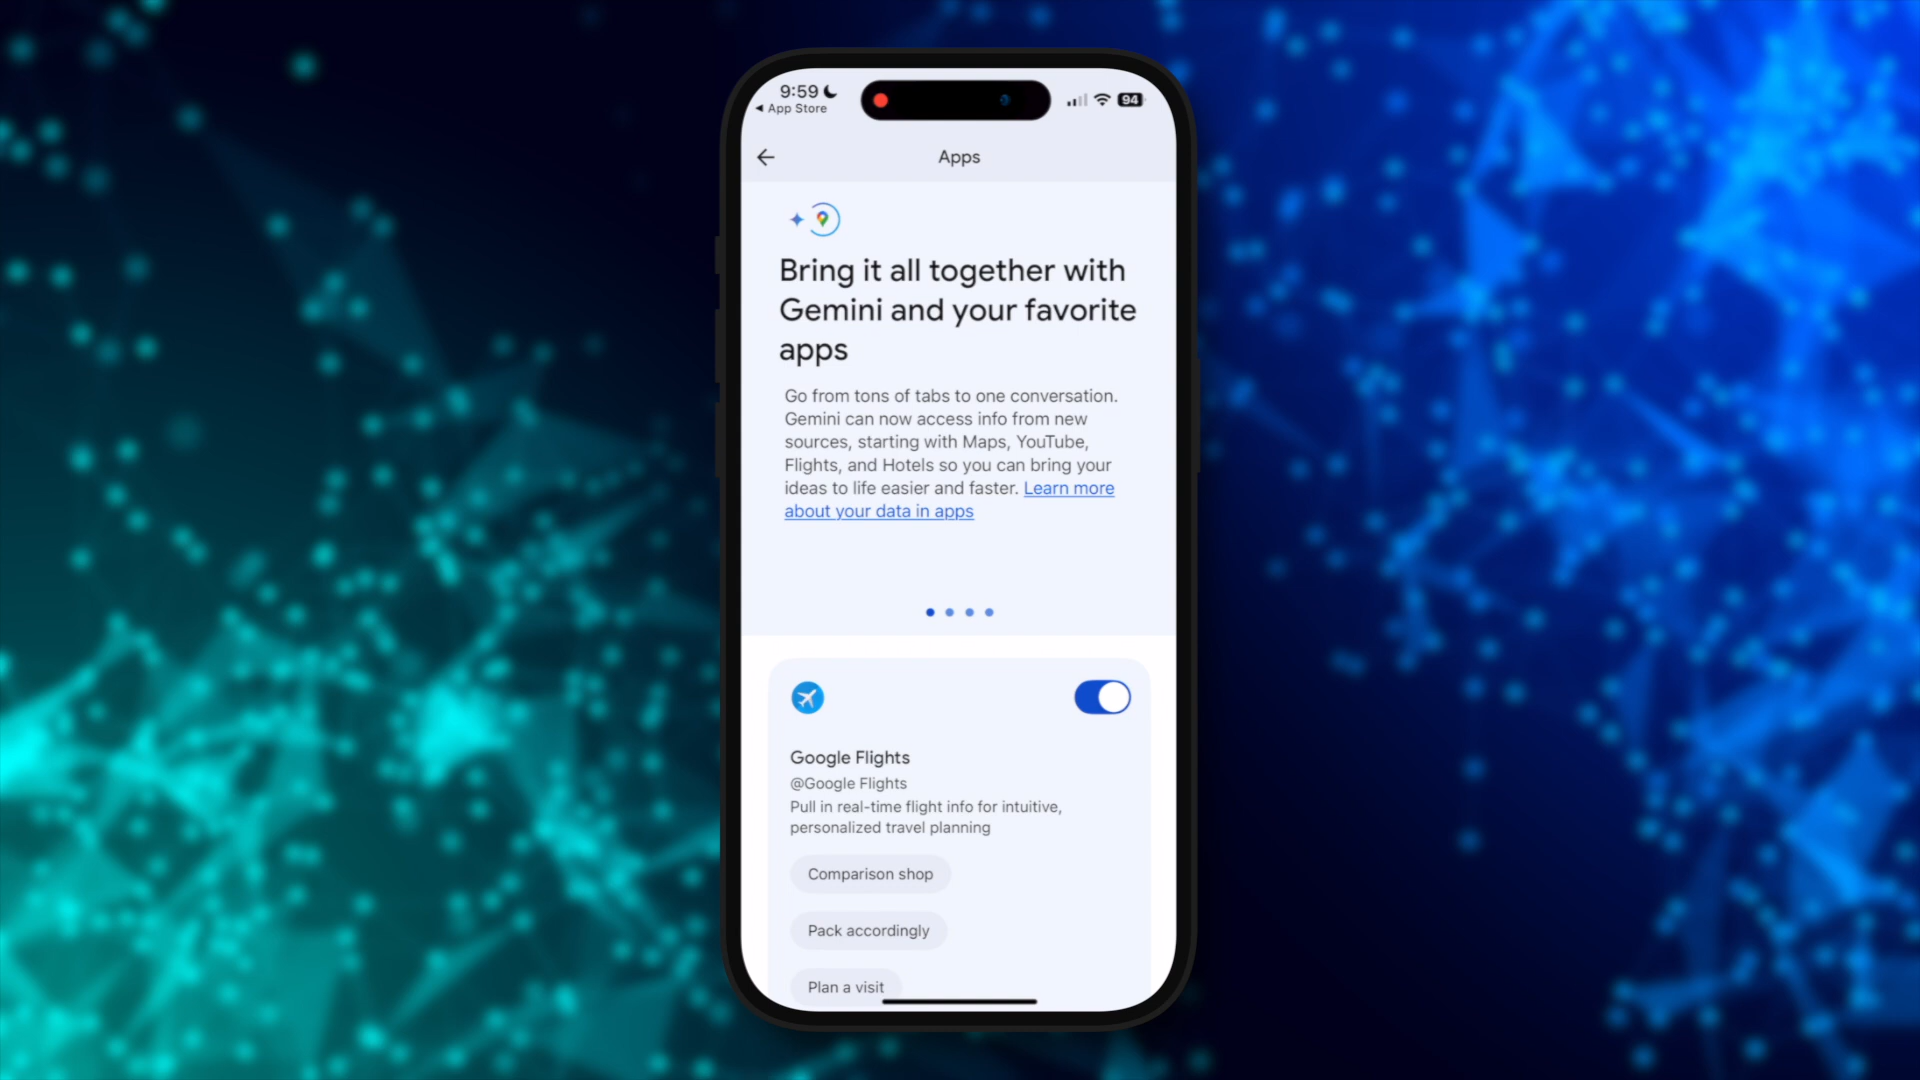 9:59
App Store
94
Apps
Bring it all together with
Gemini and your favorite
apps
Go from tons of tabs to one conversation.
Gemini can now access info from new
sources, starting with Maps, YouTube,
Flights, and Hotels so you can bring your
ideas to life easier and faster. Learn more
about your data in apps
Google Flights
@Google Flights
Pull in real-time flight info for intuitive,
personalized travel planning
Comparison shop
Pack accordingly
Plan a visit